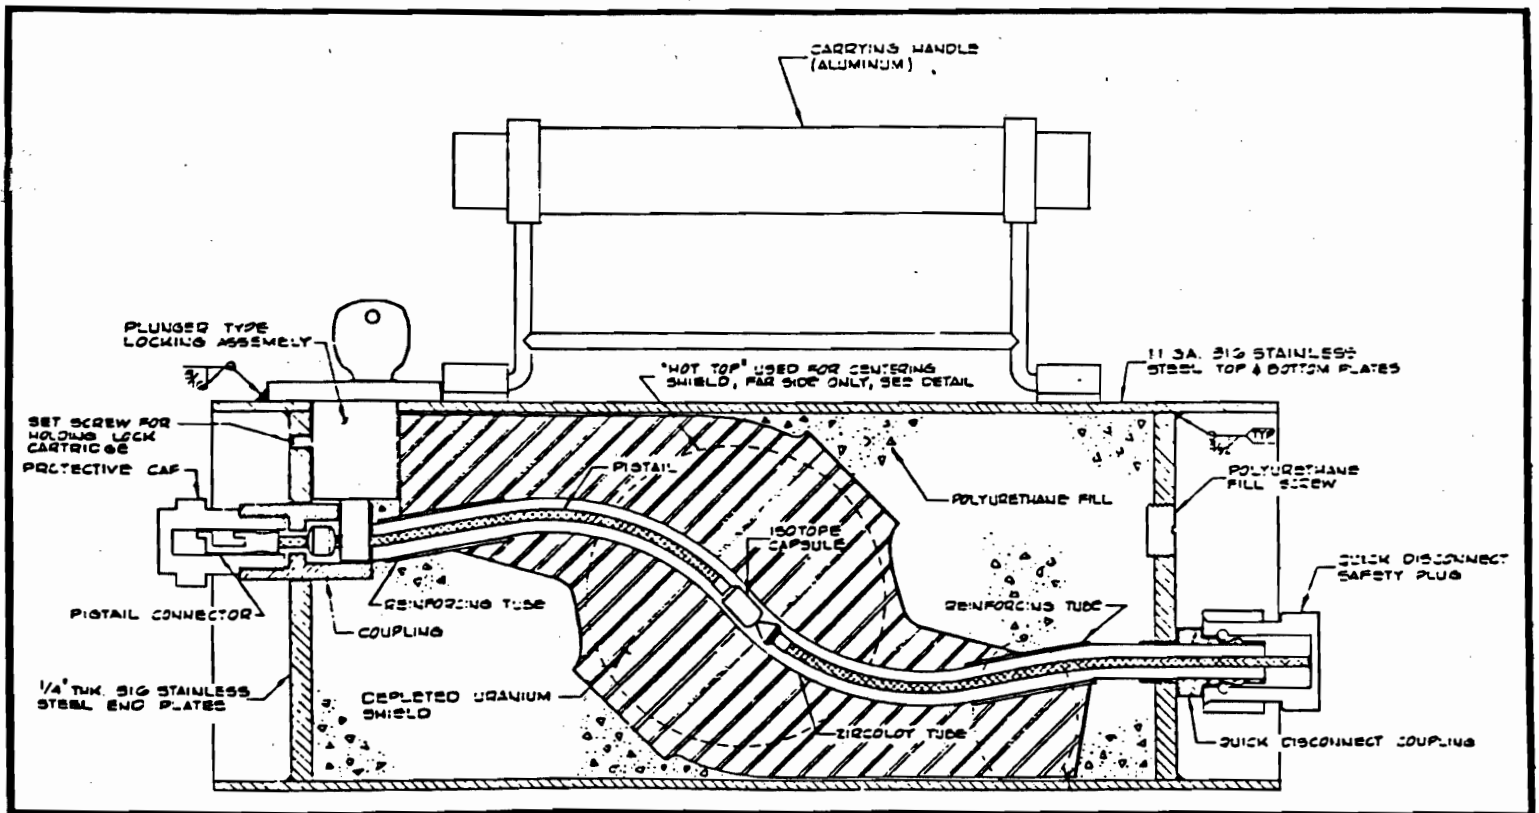 CARRYING HANDLE
(ALUMINUM)
PLUNGER TYPE
LOCKING ASSEMBLY
"HOT TOP" USED FOR CENTERING
SHIELD, FAR SIDE ONLY, SEE DETAIL
11 GA. 316 STAINLESS
STEEL TOP & BOTTOM PLATES
SET SCREW FOR
HOLDING LOCK
CARTRIDGE
PROTECTIVE CAP
TYP
PIGTAIL
POLYURETHANE FILL
POLYURETHANE
FILL SCREW
ISOTOPE
CAPSULE
QUICK DISCONNECT
SAFETY PLUG
PIGTAIL CONNECTOR
REINFORCING TUBE
REINFORCING TUBE
COUPLING
1/4" THK. 316 STAINLESS
STEEL END PLATES
DEPLETED URANIUM
SHIELD
ZIRCOLOY TUBE
QUICK DISCONNECT COUPLING